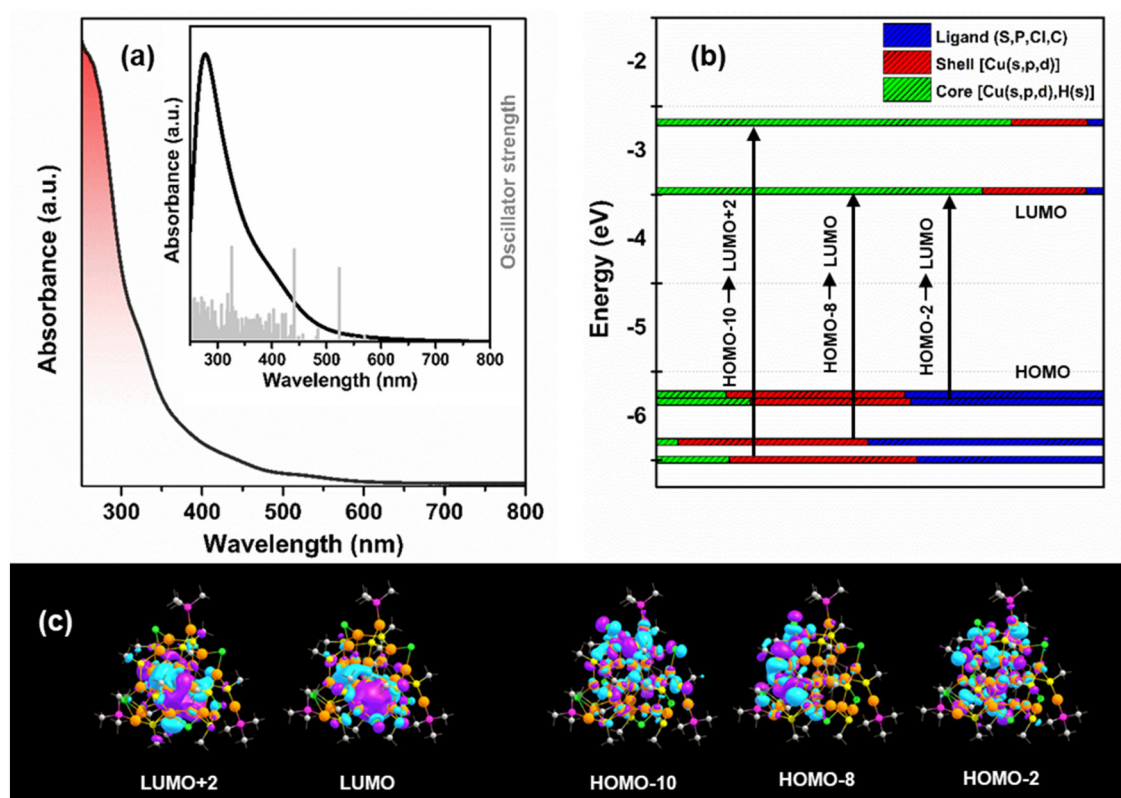 (a)
Absorbance (a.u.)
Wavelength (nm)
300 400 500 600 700 800
Absorbance (a.u.)
Oscillator strength
Wavelength (nm)
300 400 500 600 700 800
(b)
Ligand (S,P,Cl,C)
Shell [Cu(s,p,d)]
Core [Cu(s,p,d),H(s)]
Energy (eV)
-2
-3
-4
-5
-6
HOMO-10 → LUMO+2
HOMO-8 → LUMO
HOMO-2 → LUMO
LUMO
HOMO
(c)
LUMO+2
LUMO
HOMO-10
HOMO-8
HOMO-2